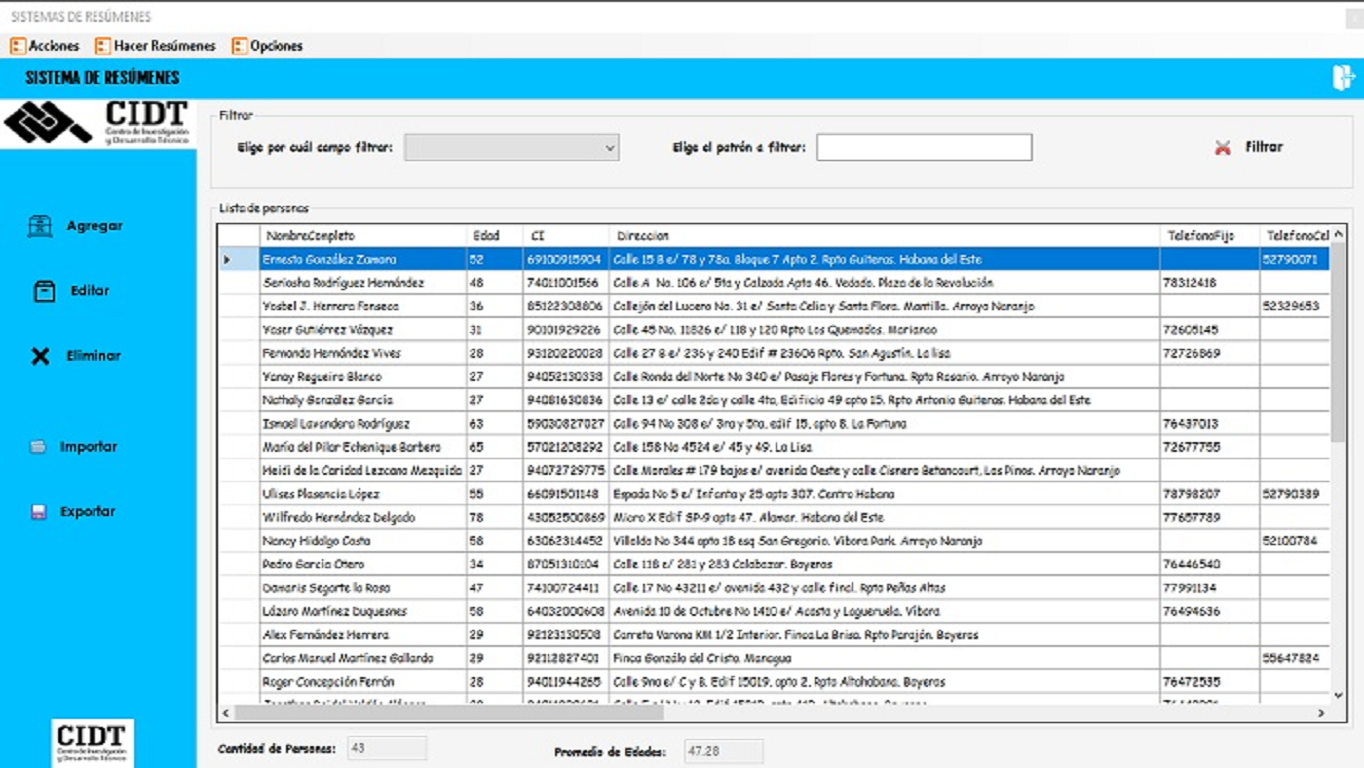 SISTEMAS DE RESÚMENES
Acciones Hacer Resúmenes Opciones
SISTEMA DE RESÚMENES
CIDT
Centro de Investigación
y Desarrollo Técnico
Filtrar
Elige por cuál campo filtrar: Elige el patrón a filtrar: Filtrar
Agregar
Editar
Eliminar
Importar
Exportar
Lista de personas
NombreCompleto Edad CI Direccion TelefonoFijo TelefonoCel
Ernesto González Zamora 52 69100915904 Calle 15 B e/ 78 y 78a. Bloque 7 Apto 2. Rpto Guiteras. Habana del Este 52790071
Seriosha Rodríguez Hernández 48 74011001566 Calle A No. 106 e/ 5ta y Calzada Apto 46. Vedado. Plaza de la Revolución 78312418
Yosbel J. Herrera Fonseca 36 85122308806 Callejón del Lucero No. 31 e/ Santa Celia y Santa Flora. Mantilla. Arroyo Naranjo 52329653
Yaser Gutiérrez Vázquez 31 90101929226 Calle 45 No. 11826 e/ 118 y 120 Rpto Los Quemados. Marianao 72605145
Fernando Hernández Vives 28 93120220028 Calle 27 B e/ 236 y 240 Edif # 23606 Rpto. San Agustín. La lisa 72726869
Yanay Regueira Blanco 27 94052130338 Calle Ronda del Norte No 340 e/ Pasaje Flores y Fortuna. Rpto Rosario. Arroyo Naranjo
Nathaly González García 27 94081630836 Calle 13 e/ calle 2da y calle 4ta, Edificio 49 apto 15. Rpto Antonio Guiteras. Habana del Este
Ismael Lavandera Rodríguez 63 59030827027 Calle 94 No 308 e/ 3ra y 5ta. edif 15. apto 8. La Fortuna 76437013
María del Pilar Echenique Barbero 65 57021208292 Calle 158 No 4524 e/ 45 y 49. La Lisa 72677755
Heidi de la Caridad Lezcano Mezquida 27 94072729775 Calle Morales # 179 bajos e/ avenida Oeste y calle Cisnero Betancourt, Los Pinos. Arroyo Naranjo
Ulises Plasencia López 55 66091501148 Espada No 5 e/ Infanta y 25 apto 307. Centro Habana 78798207 52790389
Wilfredo Hernández Delgado 78 43052500869 Micro X Edif SP-9 apto 47. Alamar. Habana del Este 77657789
Nancy Hidalgo Costa 58 63062314452 Villalda No 344 apto 18 esq San Gregorio. Vibora Park. Arroyo Naranjo 52100784
Pedro García Otero 34 87051310104 Calle 118 e/ 281 y 283 Calabazar. Boyeros 76446540
Damaris Segarte la Rosa 47 74100724411 Calle 17 No 43211 e/ avenida 432 y calle final. Rpto Peñas Altas 77991134
Lázaro Martínez Duquesnes 58 64032000608 Avenida 10 de Octubre No 1410 e/ Acosta y Lagueruela. Víbora 76494636
Alex Fernández Herrera 29 92123130508 Carreta Varona KM 1/2 Interior. Finca La Brisa. Rpto Parajón. Boyeros
Carlos Manuel Martínez Gallardo 29 92112827401 Finca Gonzálo del Cristo. Managua 55647824
Roger Concepción Ferrón 28 94011944265 Calle 9na e/ C y B. Edif 15019. apto 2. Rpto Altahabana. Boyeros 76472535
Cantidad de Personas: 43 Promedio de Edades: 47.28
CIDT
Centro de Investigación
y Desarrollo Técnico